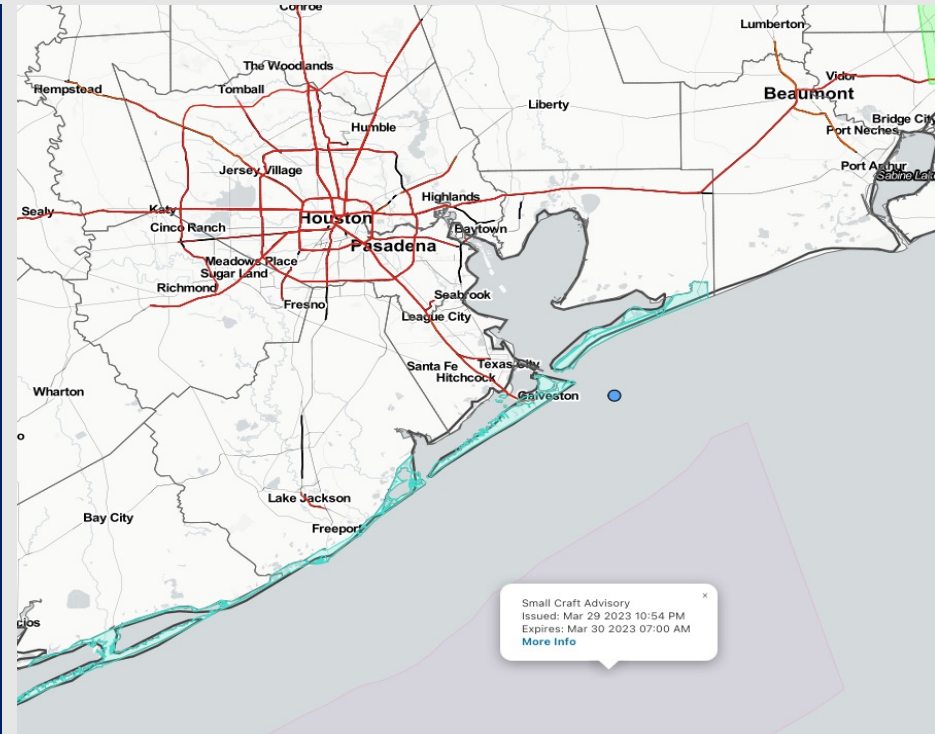 Conroe
Lumberton
The Woodlands
Vidor
Hempstead
Tomball
Beaumont
Liberty
Bridge City
Humble
Port Neches
Port Arthur
Jersey Village
Sabine Lake
Highlands
Sealy
Katy
Houston
Cinco Ranch
Baytown
Pasadena
Meadows Place
Sugar Land
Richmond
Seabrook
Fresno
League City
Santa Fe
Texas City
Hitchcock
Wharton
Galveston
o
Lake Jackson
Bay City
Freeport
×
Small Craft Advisory
Issued: Mar 29 2023 10:54 PM
Expires: Mar 30 2023 07:00 AM
More Info
cios